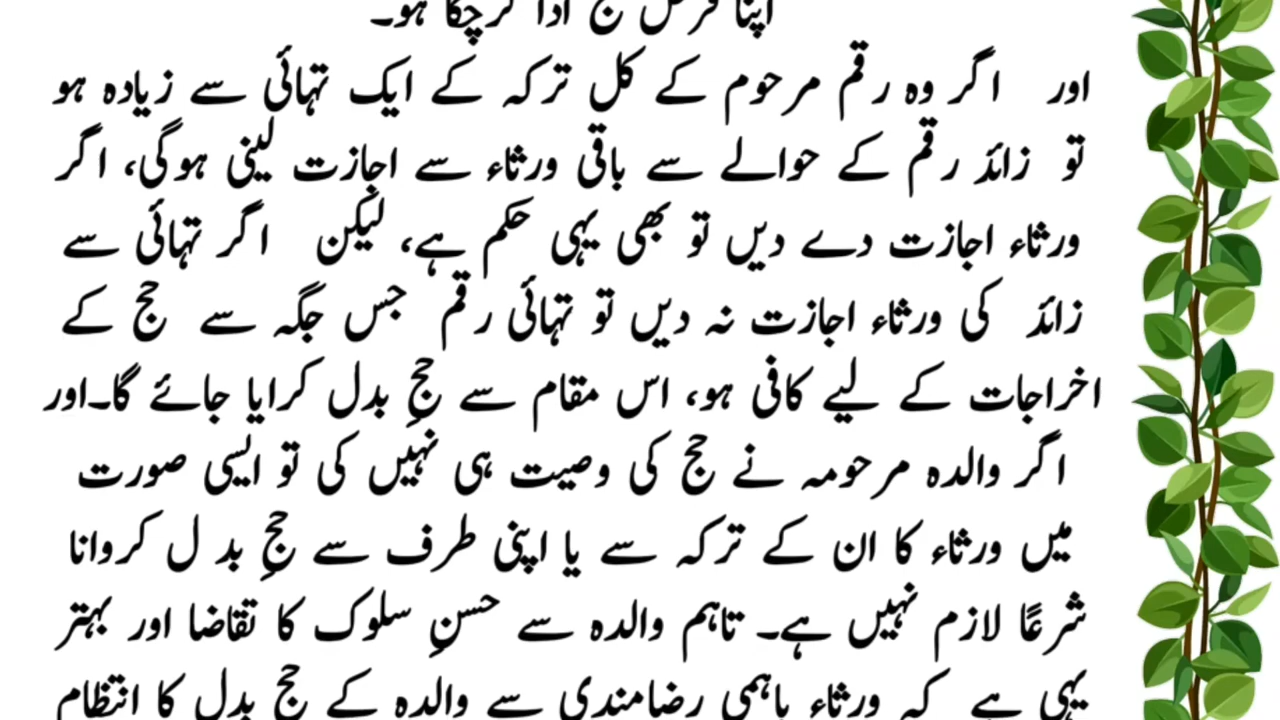 اپنا فرض حج ادا کرچکا ہو۔
اور اگر وہ رقم مرحوم کے کل ترکہ کے ایک تہائی سے زیادہ ہو
تو زائد رقم کے حوالے سے باقی ورثاء سے اجازت لینی ہوگی، اگر
ورثاء اجازت دے دیں تو بھی یہی حکم ہے، لیکن اگر تہائی سے
زائد کی ورثاء اجازت نہ دیں تو تہائی رقم جس جگہ سے حج کے
اخراجات کے لیے کافی ہو، اس مقام سے حجِ بدل کرایا جائے گا۔اور
اگر والدہ مرحومہ نے حج کی وصیت ہی نہیں کی تو ایسی صورت
میں ورثاء کا ان کے ترکہ سے یا اپنی طرف سے حجِ بد ل کروانا
شرعًا لازم نہیں ہے۔ تاہم والدہ سے حسنِ سلوک کا تقاضا اور بہتر
یہی ہے کہ ورثاء باہمی رضامندی سے والدہ کے حج بدل کا انتظام